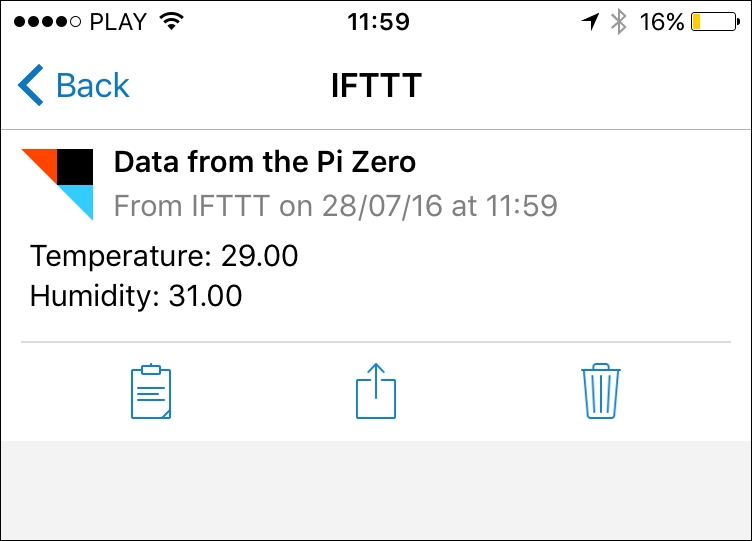 PLAY 11:59 16%
Back IFTTT
Data from the Pi Zero
From IFTTT on 28/07/16 at 11:59
Temperature: 29.00
Humidity: 31.00